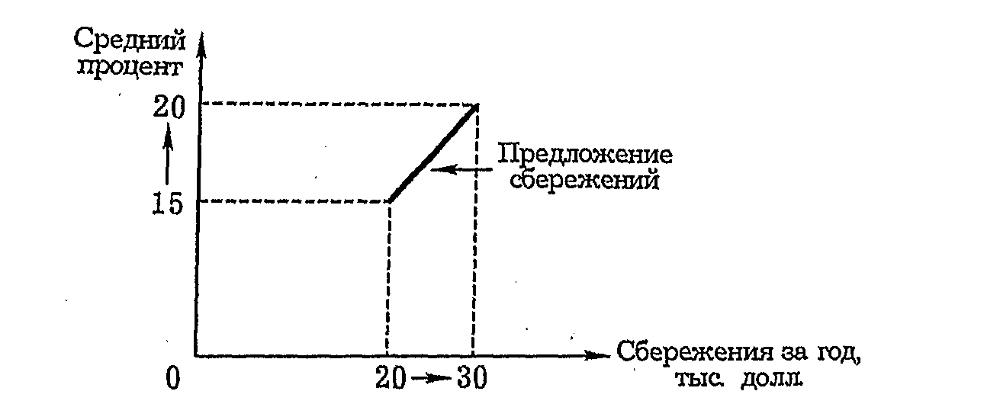 Средний
процент
20
15
Предложение
сбережений
0
20
30
Сбережения за год,
тыс. долл.